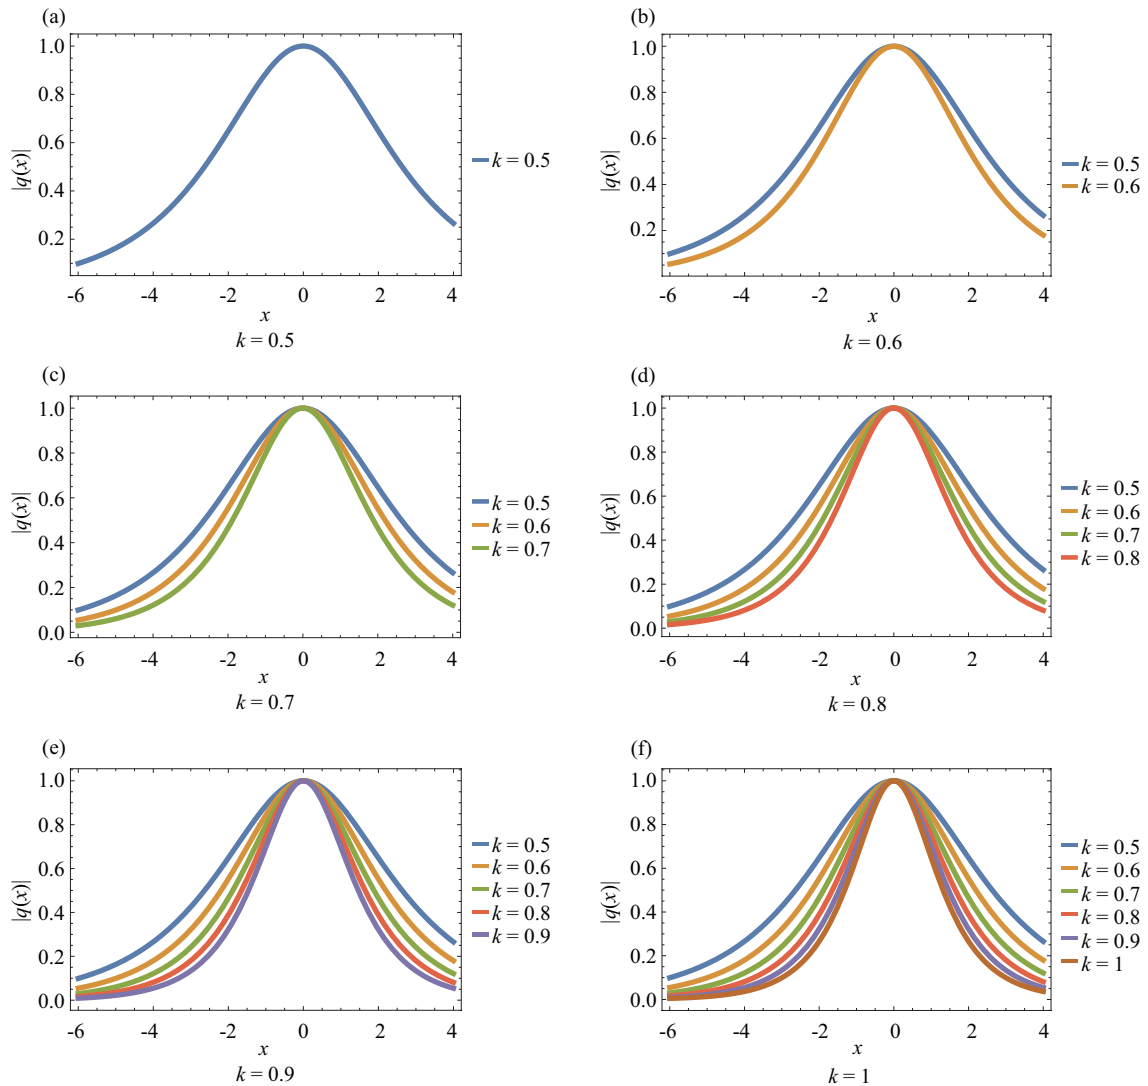 (a)
1.0
0.8
0.6
0.4
0.2
|q(x)|
-6 -4 -2 0 2 4
x
k = 0.5
k = 0.5
(b)
1.0
0.8
0.6
0.4
0.2
|q(x)|
-6 -4 -2 0 2 4
x
k = 0.5
k = 0.6
k = 0.6
(c)
1.0
0.8
0.6
0.4
0.2
0.0
|q(x)|
-6 -4 -2 0 2 4
x
k = 0.5
k = 0.6
k = 0.7
k = 0.7
(d)
1.0
0.8
0.6
0.4
0.2
0.0
|q(x)|
-6 -4 -2 0 2 4
x
k = 0.5
k = 0.6
k = 0.7
k = 0.8
k = 0.8
(e)
1.0
0.8
0.6
0.4
0.2
0.0
|q(x)|
-6 -4 -2 0 2 4
x
k = 0.5
k = 0.6
k = 0.7
k = 0.8
k = 0.9
k = 0.9
(f)
1.0
0.8
0.6
0.4
0.2
0.0
|q(x)|
-6 -4 -2 0 2 4
x
k = 0.5
k = 0.6
k = 0.7
k = 0.8
k = 0.9
k = 1
k = 1